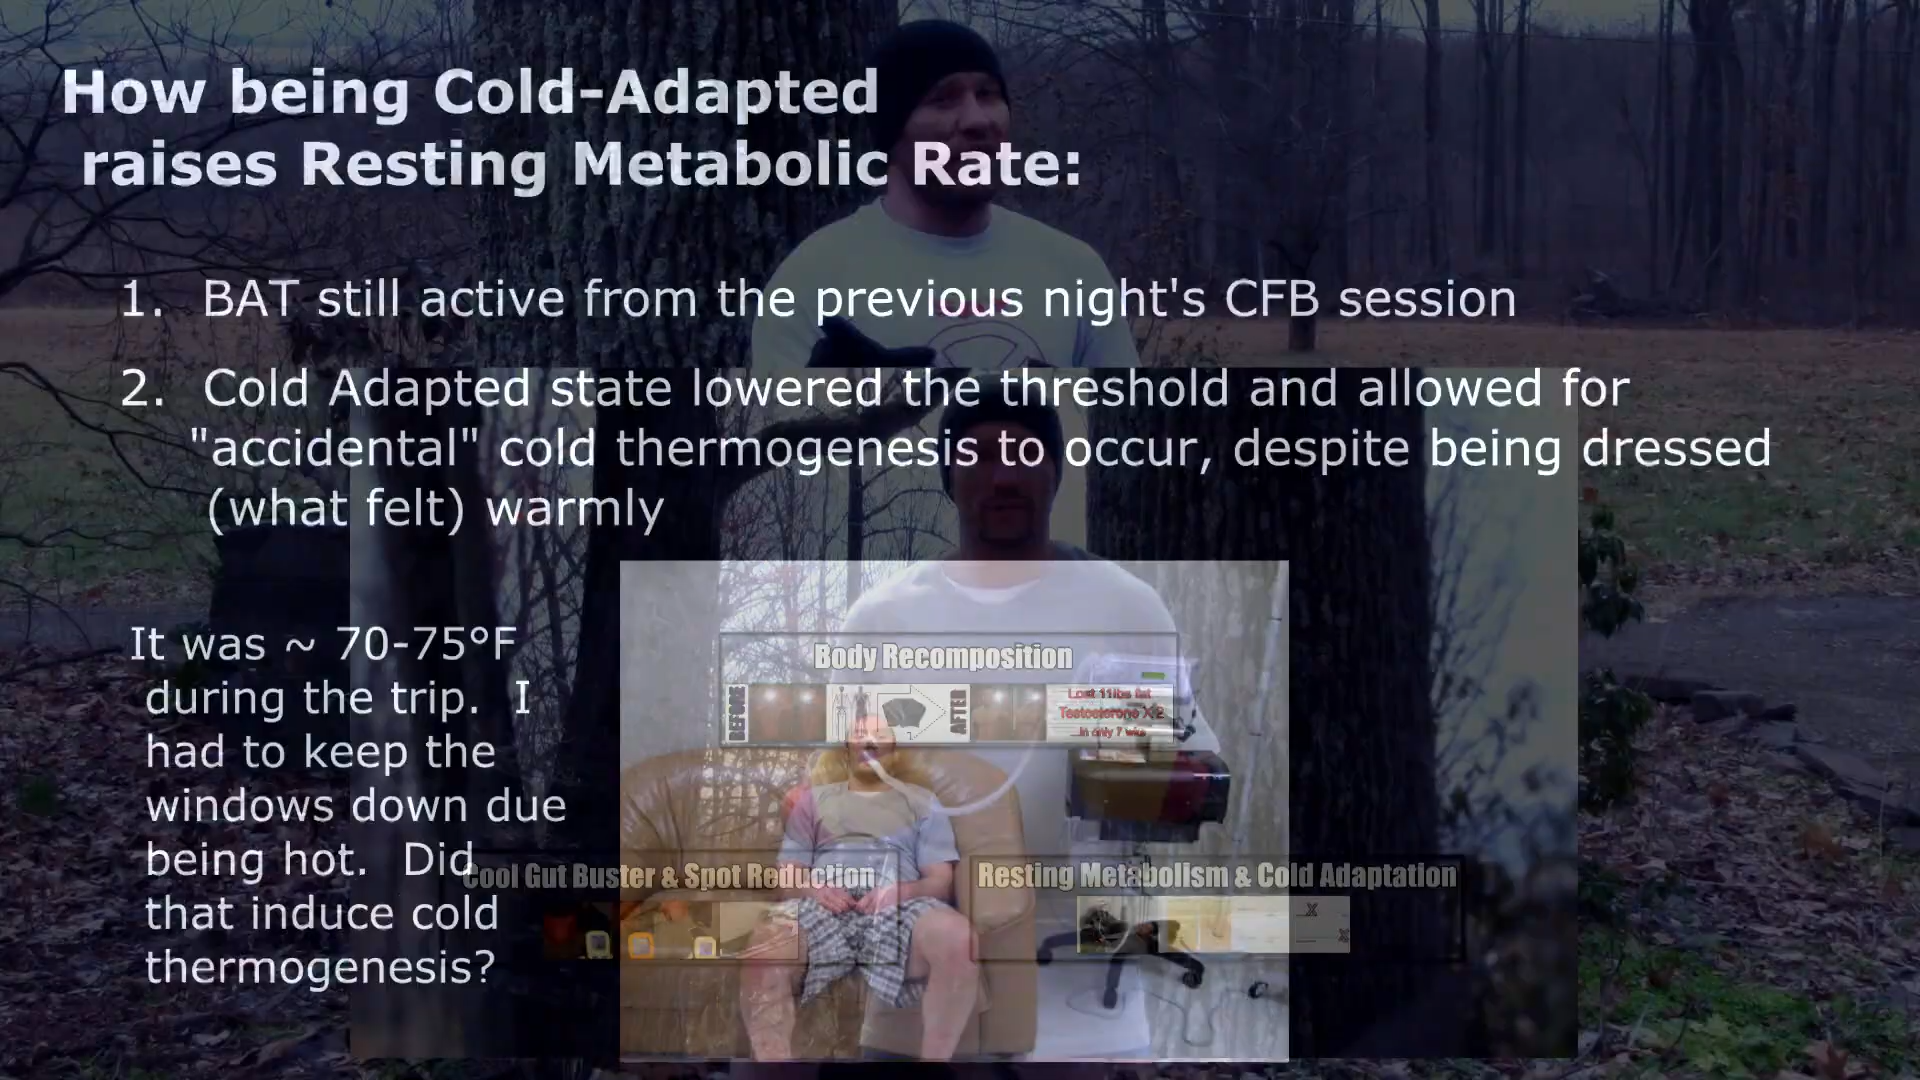 How being Cold-Adapted
raises Resting Metabolic Rate:
1. BAT still active from the previous night's CFB session
2. Cold Adapted state lowered the threshold and allowed for
"accidental" cold thermogenesis to occur, despite being dressed
(what felt) warmly
It was ~ 70-75°F
during the trip. I
had to keep the
windows down due
being hot. Did
that induce cold
thermogenesis?
Body Recomposition
BEFORE
AFTER
Lost 11lbs fat
Testosterone X 2
in only 7 wks
Cool Gut Buster & Spot Reduction
Resting Metabolism & Cold Adaptation
X
X